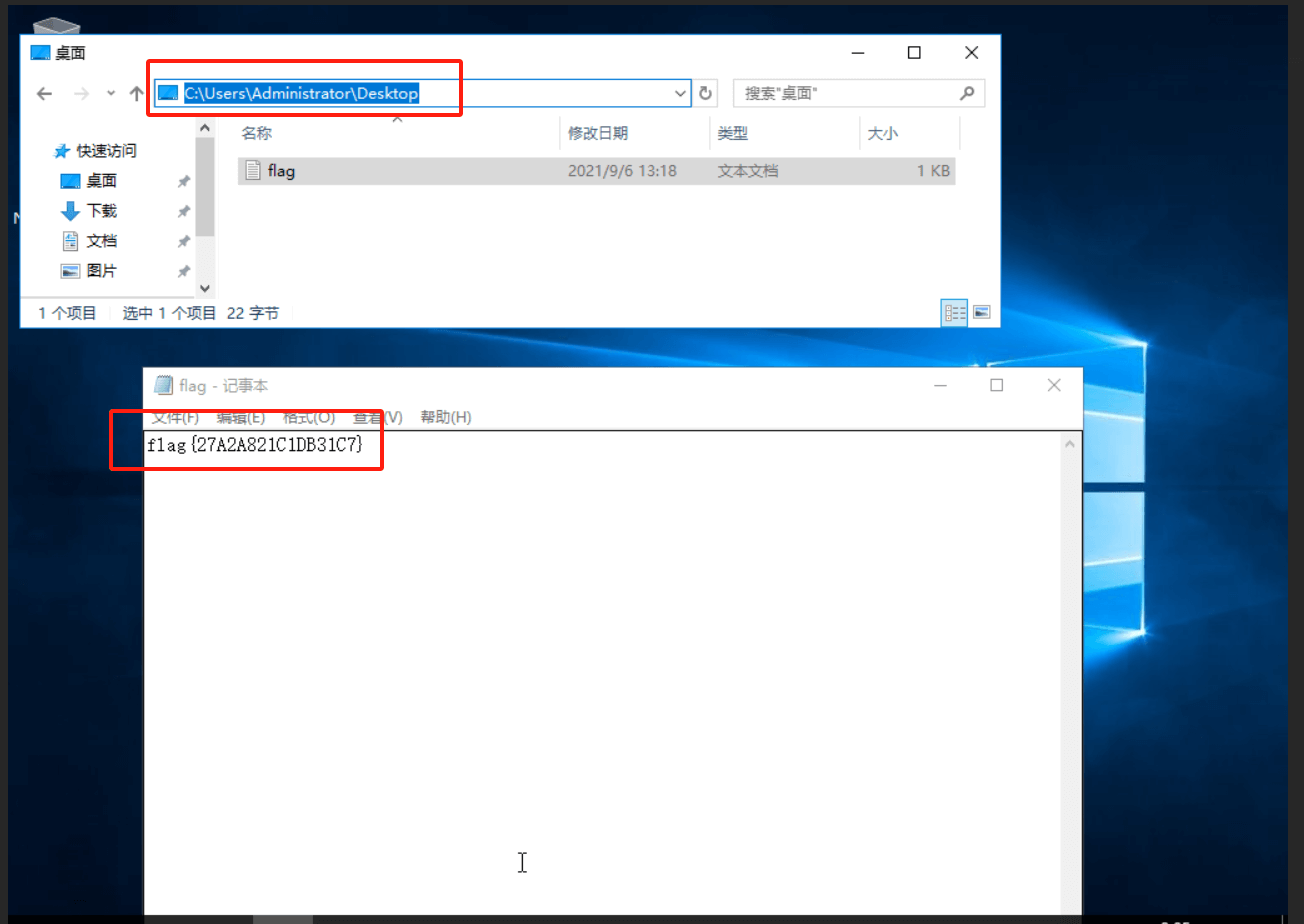 桌面
C:\Users\Administrator\Desktop
搜索"桌面"
名称 修改日期 类型 大小
快速访问
flag 2021/9/6 13:18 文本文档 1 KB
桌面
下载
文档
图片
1 个项目 选中 1 个项目 22 字节
flag - 记事本
文件(F) 编辑(E) 格式(O) 查看(V) 帮助(H)
flag{27A2A821C1DB31C7}